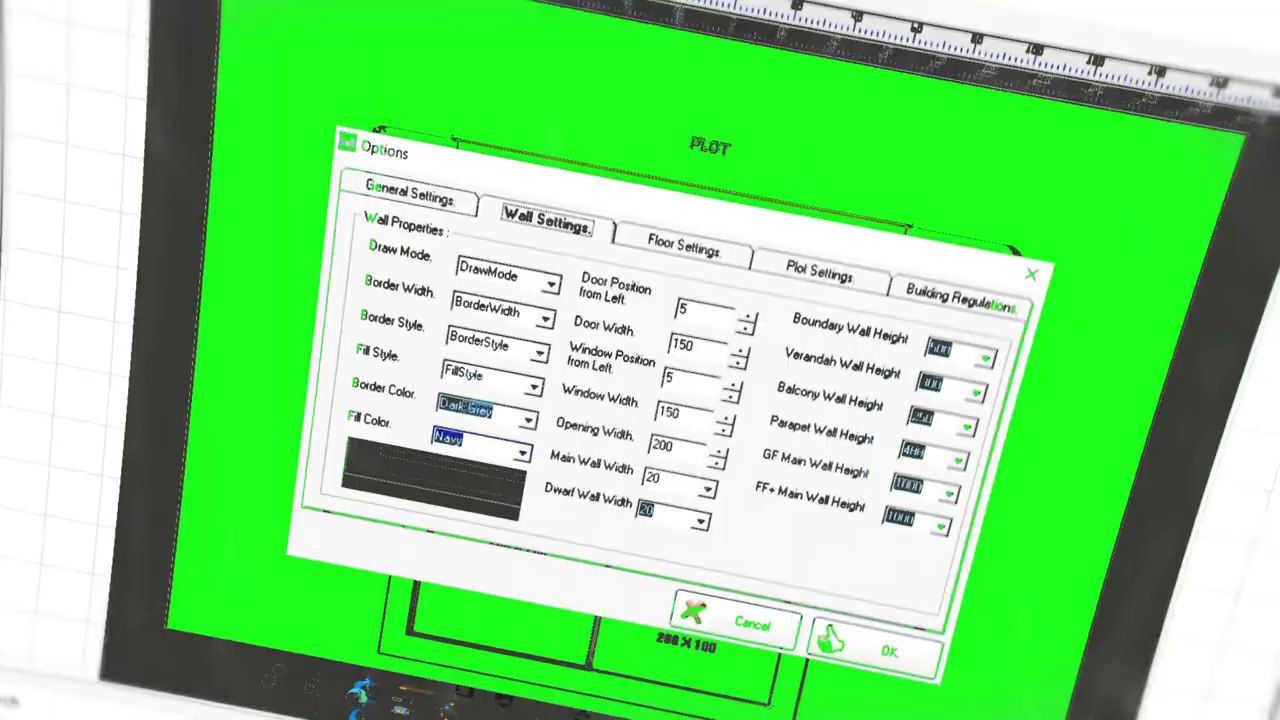 PLOT
Options
General Settings.
Wall Settings.
Floor Settings.
Plot Settings.
Building Regulations.
Wall Properties :
Draw Mode.
DrawMode
Border Width.
BorderWidth
Border Style.
BorderStyle
Fill Style.
FillStyle
Border Color.
Dark Grey
Fill Color.
Navy
Door Position
from Left.
5
Door Width.
150
Window Position
from Left.
5
Window Width.
150
Opening Width.
200
Main Wall Width
20
Dwarf Wall Width
20
Boundary Wall Height
500
Verandah Wall Height
Balcony Wall Height
250
Parapet Wall Height
400
GF Main Wall Height
1000
FF+ Main Wall Height
1000
Cancel
OK
200 X 100